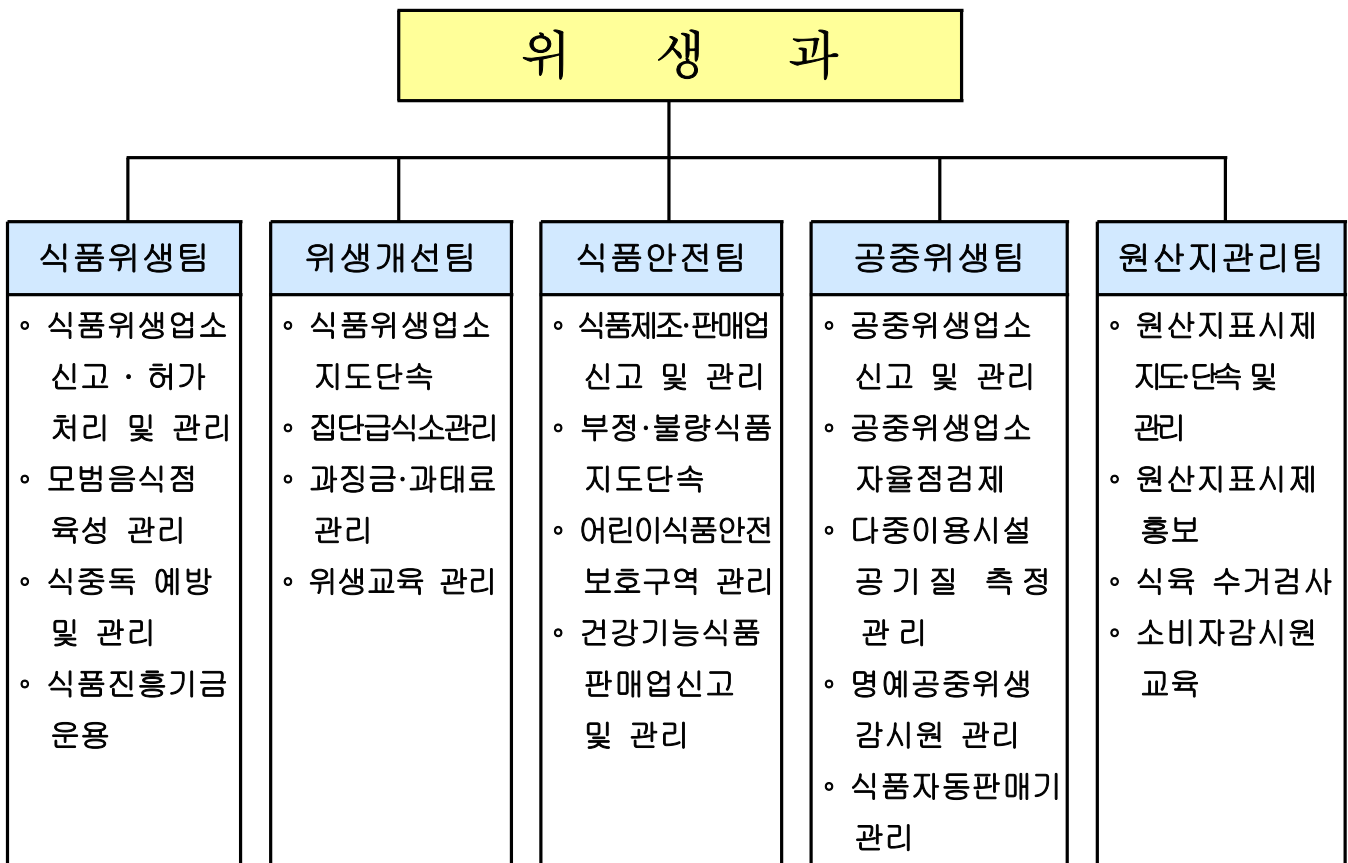 위 생 과
식품위생팀
◦ 식품위생업소
신고 · 허가
처리 및 관리
◦ 모범음식점
육성 관리
◦ 식중독 예방
및 관리
◦ 식품진흥기금
운용
위생개선팀
◦ 식품위생업소
지도단속
◦ 집단급식소관리
◦ 과징금·과태료
관리
◦ 위생교육 관리
식품안전팀
◦ 식품제조·판매업
신고 및 관리
◦ 부정·불량식품
지도단속
◦ 어린이식품안전
보호구역 관리
◦ 건강기능식품
판매업신고
및 관리
공중위생팀
◦ 공중위생업소
신고 및 관리
◦ 공중위생업소
자율점검제
◦ 다중이용시설
공기질 측정
관리
◦ 명예공중위생
감시원 관리
◦ 식품자동판매기
관리
원산지관리팀
◦ 원산지표시제
지도·단속 및
관리
◦ 원산지표시제
홍보
◦ 식육 수거검사
◦ 소비자감시원
교육